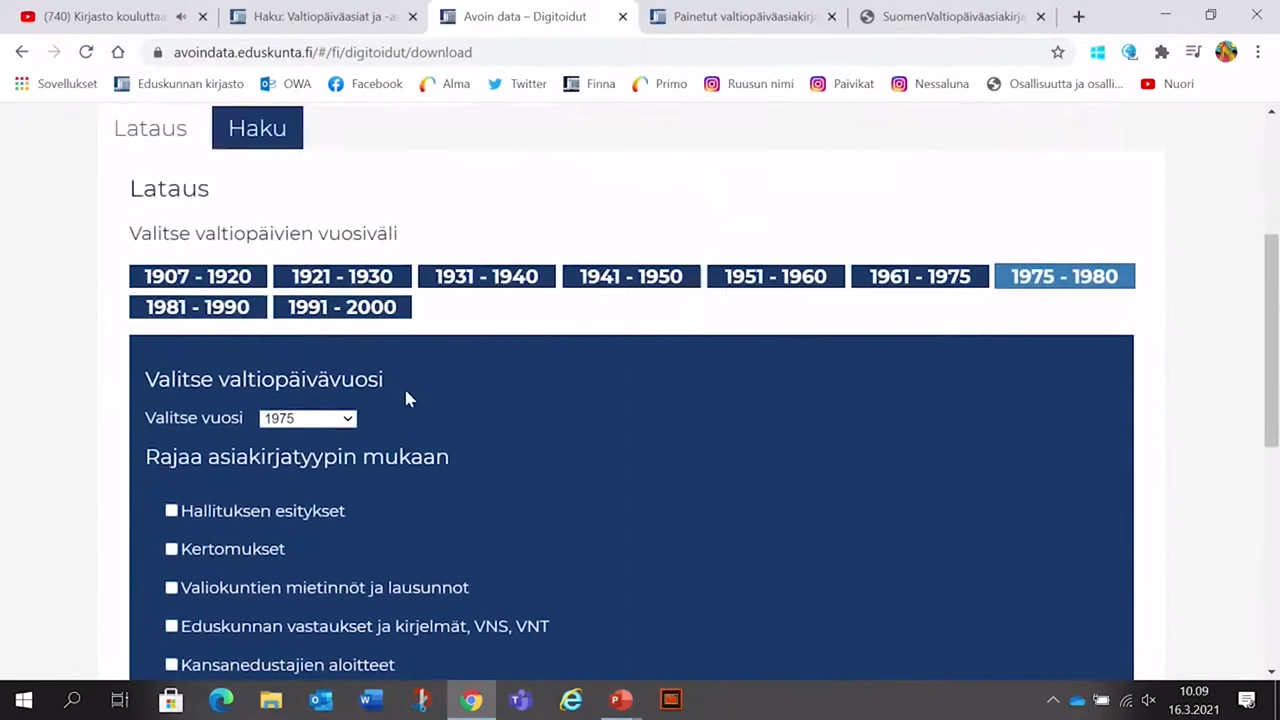 (740) Kirjasto kouluttaa
Haku: Valtiopäiväasiat ja -as
Avoin data – Digitoidut
Painetut valtiopäiväasiakirj
SuomenValtiopäiväasiakirja
avoindata.eduskunta.fi/#/fi/digitoidut/download
Sovellukset
Eduskunnan kirjasto
OWA
Facebook
Alma
Twitter
Finna
Primo
Ruusun nimi
Paivikat
Nessaluna
Osallisuutta ja osalli...
Nuori
Lataus
Haku
Lataus
Valitse valtiopäivien vuosiväli
1907 - 1920
1921 - 1930
1931 - 1940
1941 - 1950
1951 - 1960
1961 - 1975
1975 - 1980
1981 - 1990
1991 - 2000
Valitse valtiopäivävuosi
Valitse vuosi
1975
Rajaa asiakirjatyypin mukaan
Hallituksen esitykset
Kertomukset
Valiokuntien mietinnöt ja lausunnot
Eduskunnan vastaukset ja kirjelmät, VNS, VNT
Kansanedustajien aloitteet
10.09
16.3.2021